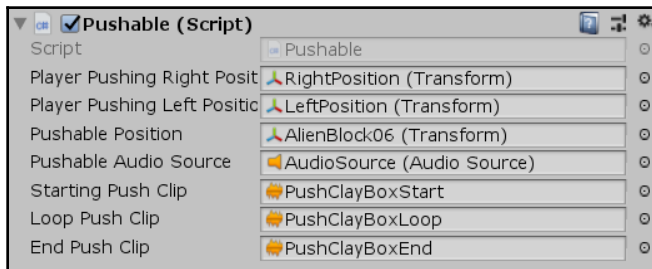 Pushable (Script)
Script Pushable
Player Pushing Right Posit RightPosition (Transform)
Player Pushing Left Positic LeftPosition (Transform)
Pushable Position AlienBlock06 (Transform)
Pushable Audio Source AudioSource (Audio Source)
Starting Push Clip PushClayBoxStart
Loop Push Clip PushClayBoxLoop
End Push Clip PushClayBoxEnd